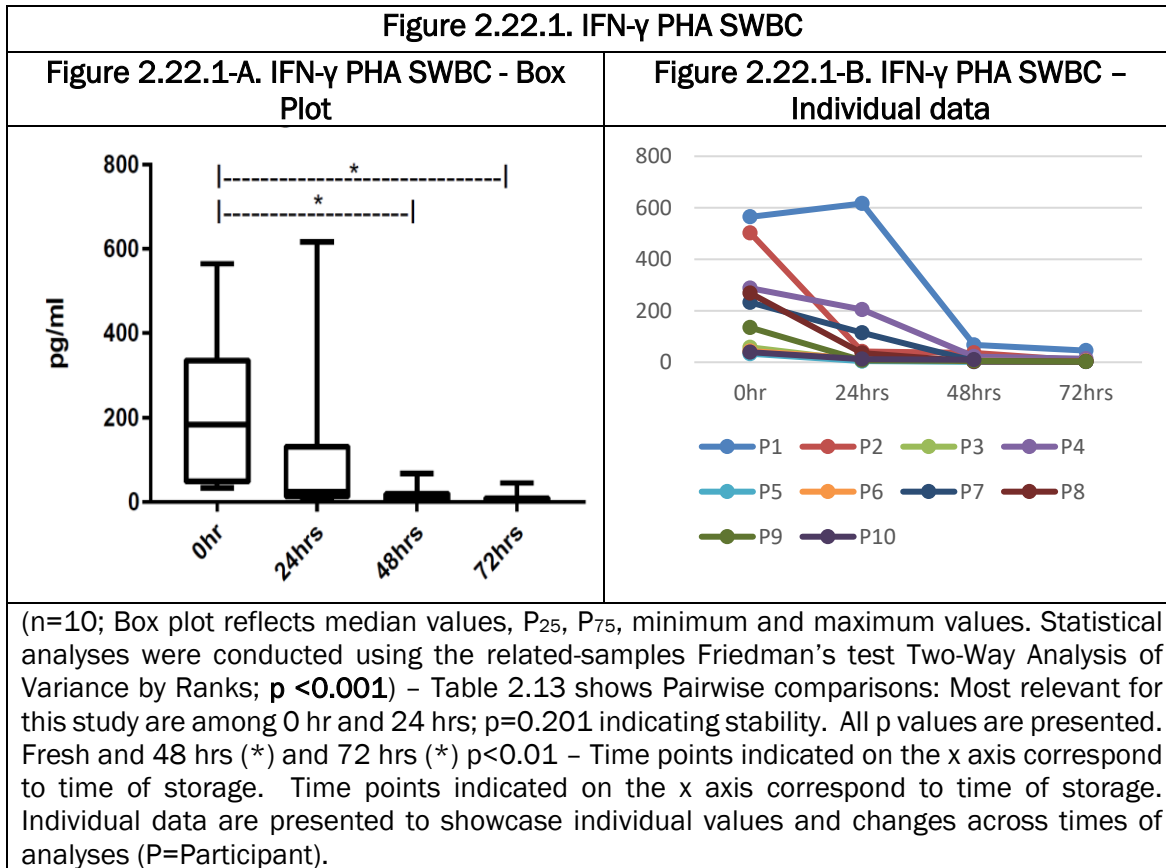 Figure 2.22.1. IFN-γ PHA SWBC
Figure 2.22.1-A. IFN-γ PHA SWBC - Box
Plot
Figure 2.22.1-B. IFN-γ PHA SWBC –
Individual data
800
600
400
200
0
pg/ml
*
*
0hr
24hrs
48hrs
72hrs
800
600
400
200
0
0hr 24hrs 48hrs 72hrs
P1 P2 P3 P4
P5 P6 P7 P8
P9 P10
(n=10; Box plot reflects median values, P25, P75, minimum and maximum values. Statistical
analyses were conducted using the related-samples Friedman’s test Two-Way Analysis of
Variance by Ranks; p <0.001) – Table 2.13 shows Pairwise comparisons: Most relevant for
this study are among 0 hr and 24 hrs; p=0.201 indicating stability. All p values are presented.
Fresh and 48 hrs (*) and 72 hrs (*) p<0.01 – Time points indicated on the x axis correspond
to time of storage. Time points indicated on the x axis correspond to time of storage.
Individual data are presented to showcase individual values and changes across times of
analyses (P=Participant).